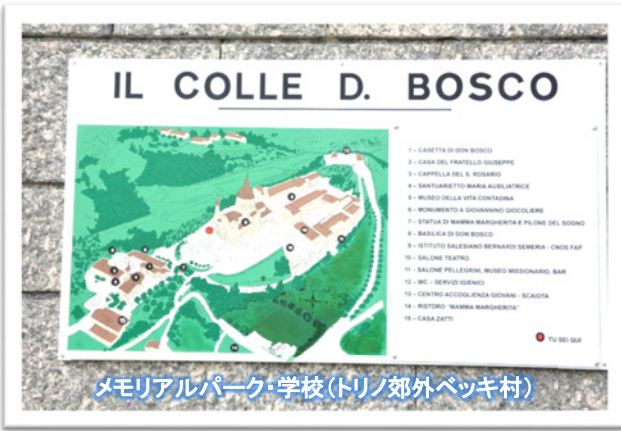 IL COLLE D. BOSCO
1 – CASETTA DI DON BOSCO
2 – CASA DEL FRATELLO GIUSEPPE
3 – CAPPELLA DEL S. ROSARIO
4 – SANTUARIETTO MARIA AUSILIATRICE
5 – MUSEO DELLA VITA CONTADINA
6 – MONUMENTO A GIOVANNINO GIOCOLIERE
7 – STATUA DI MAMMA MARGHERITA E PILONE DEL SOGNO
8 – BASILICA DI DON BOSCO
9 – ISTITUTO SALESIANO BERNARDI SEMERIA - CNOS FAP
10 – SALONE TEATRO
11 – SALONE PELLEGRINI, MUSEO MISSIONARIO, BAR
12 – WC – SERVIZI IGIENICI
13 – CENTRO ACCOGLIENZA GIOVANI - SCAIOTA
14 – RISTORO "MAMMA MARGHERITA"
15 – CASA ZATTI
TU SEI QUI
メモリアルパーク・学校(トリノ郊外ベッキ村)